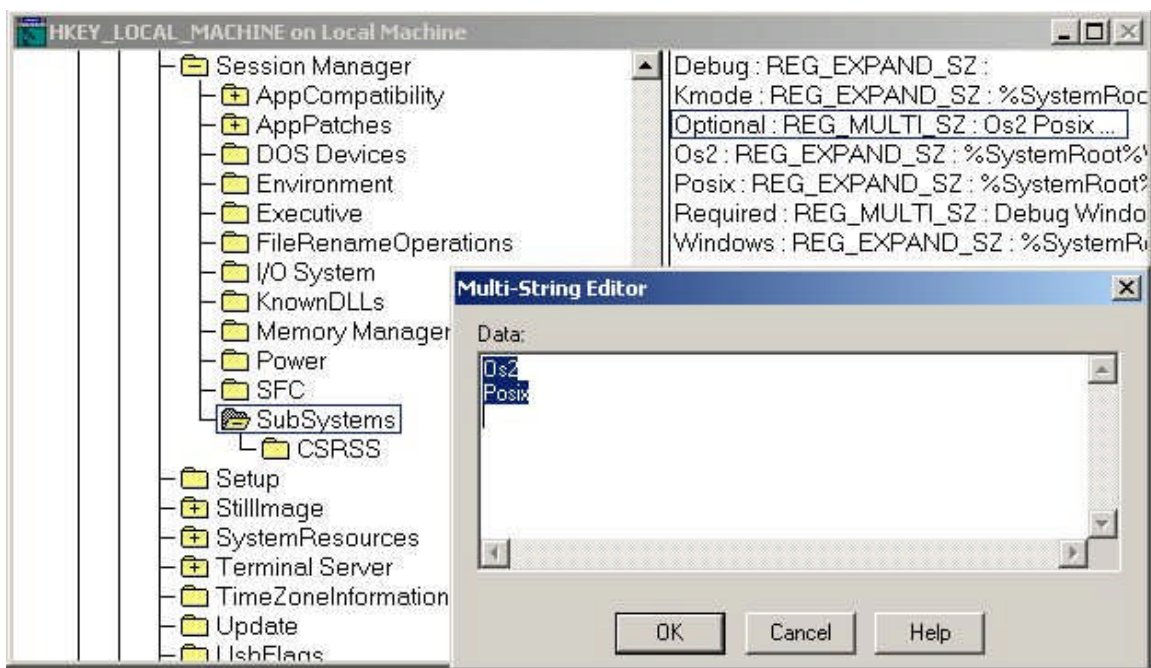 HKEY_LOCAL_MACHINE on Local Machine
Session Manager
AppCompatibility
AppPatches
DOS Devices
Environment
Executive
FileRenameOperations
I/O System
KnownDLLs
Memory Manager
Power
SFC
SubSystems
CSRSS
Setup
StillImage
SystemResources
Terminal Server
TimeZoneInformation
Update
UsbFlags
Debug : REG_EXPAND_SZ :
Kmode : REG_EXPAND_SZ : %SystemRoo
Optional : REG_MULTI_SZ : Os2 Posix ...
Os2 : REG_EXPAND_SZ : %SystemRoot%
Posix : REG_EXPAND_SZ : %SystemRoot%
Required : REG_MULTI_SZ : Debug Windo
Windows : REG_EXPAND_SZ : %SystemR
Multi-String Editor
Data:
Os2
Posix
OK Cancel Help